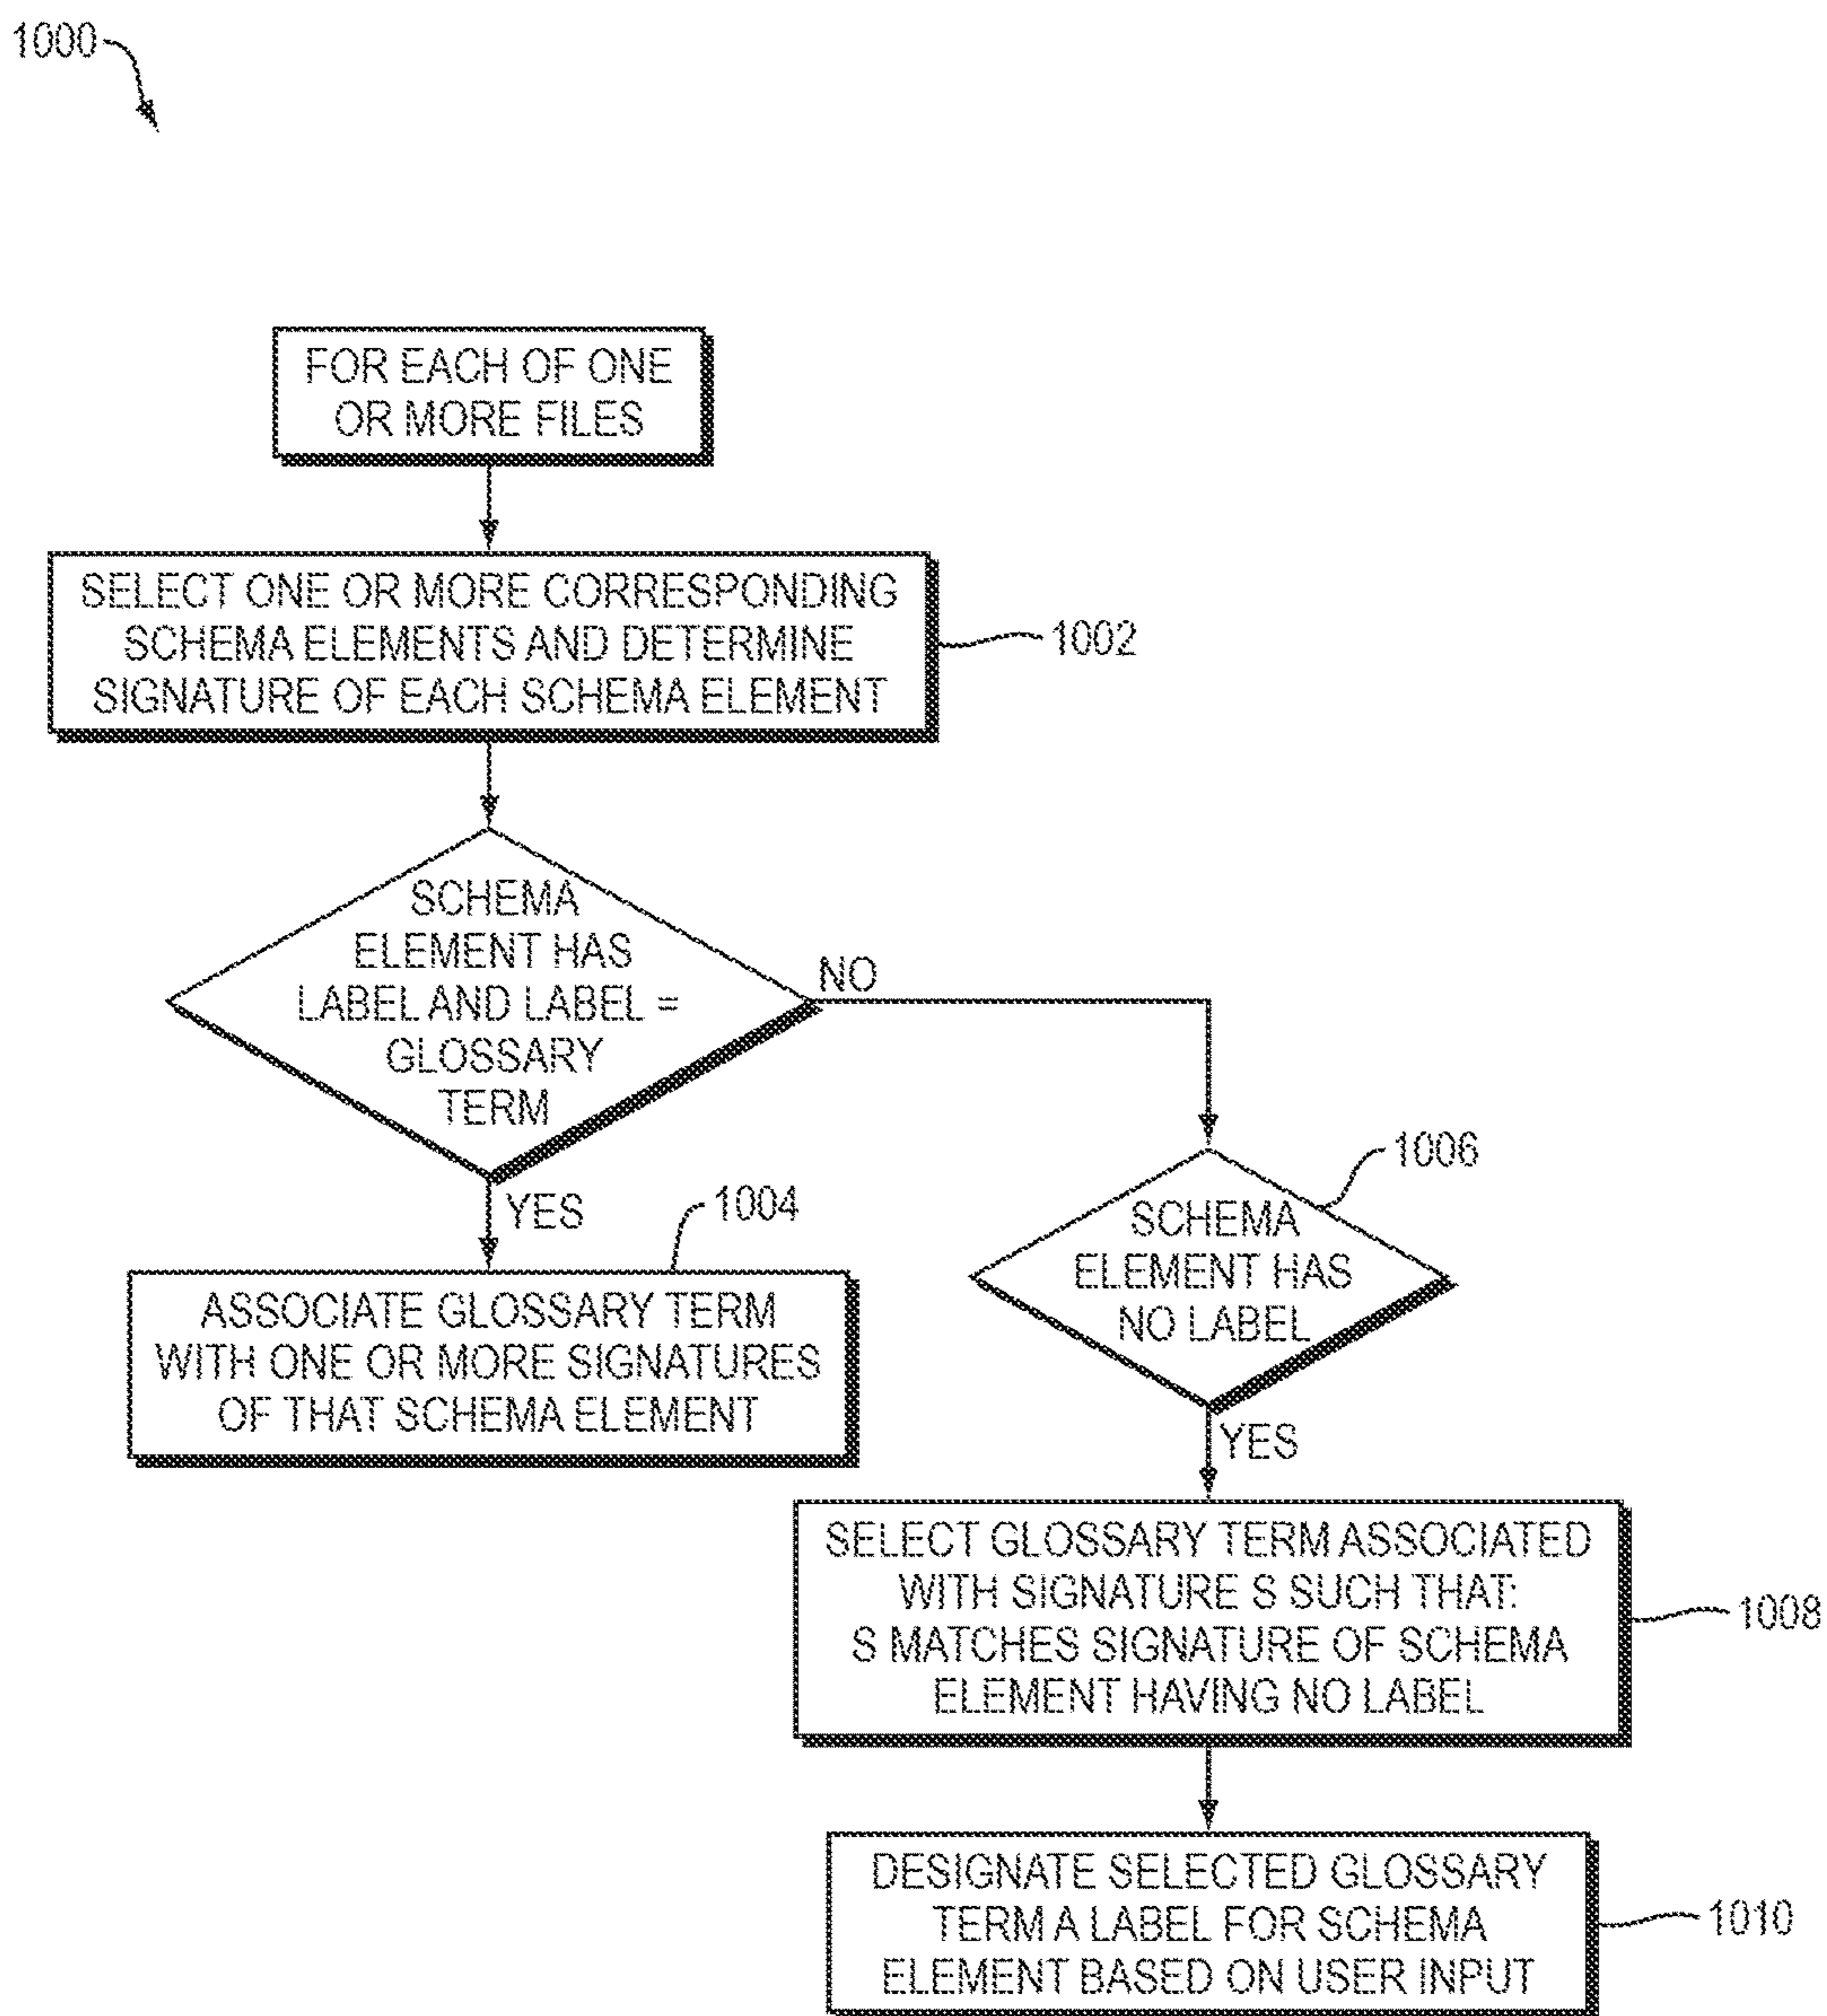 1000
FOR EACH OF ONE
OR MORE FILES
SELECT ONE OR MORE CORRESPONDING
SCHEMA ELEMENTS AND DETERMINE
SIGNATURE OF EACH SCHEMA ELEMENT
1002
SCHEMA
ELEMENT HAS
LABEL AND LABEL =
GLOSSARY
TERM
NO
YES
1004
ASSOCIATE GLOSSARY TERM
WITH ONE OR MORE SIGNATURES
OF THAT SCHEMA ELEMENT
1006
SCHEMA
ELEMENT HAS
NO LABEL
YES
SELECT GLOSSARY TERM ASSOCIATED
WITH SIGNATURE S SUCH THAT:
S MATCHES SIGNATURE OF SCHEMA
ELEMENT HAVING NO LABEL
1008
DESIGNATE SELECTED GLOSSARY
TERM A LABEL FOR SCHEMA
ELEMENT BASED ON USER INPUT
1010